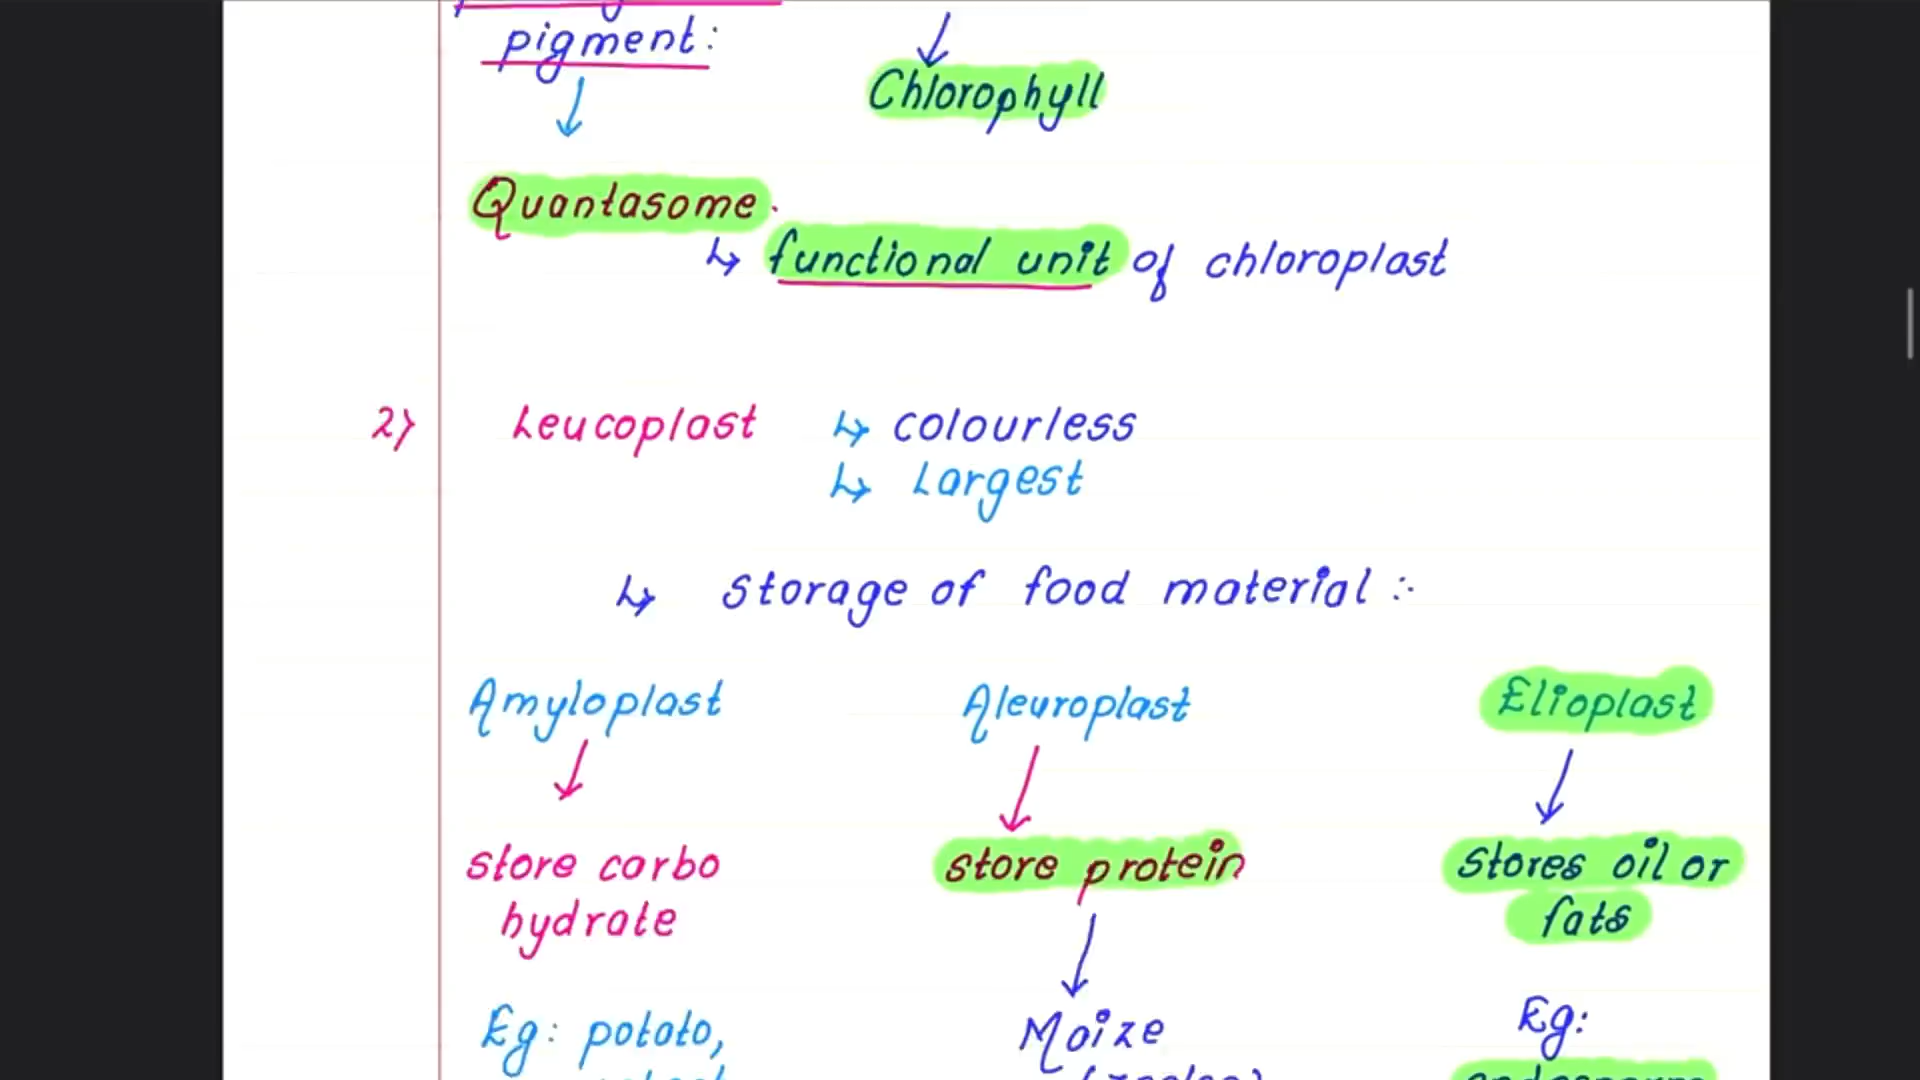 pigment:
Chlorophyll
Quantasome.
↳ functional unit of chloroplast
2) Leucoplast ↳ colourless
↳ Largest
↳ Storage of food material :-
Amyloplast Aleuroplast Elioplast
store carbo store protein Stores oil or
hydrate fats
Eg: potato, Maize Eg: